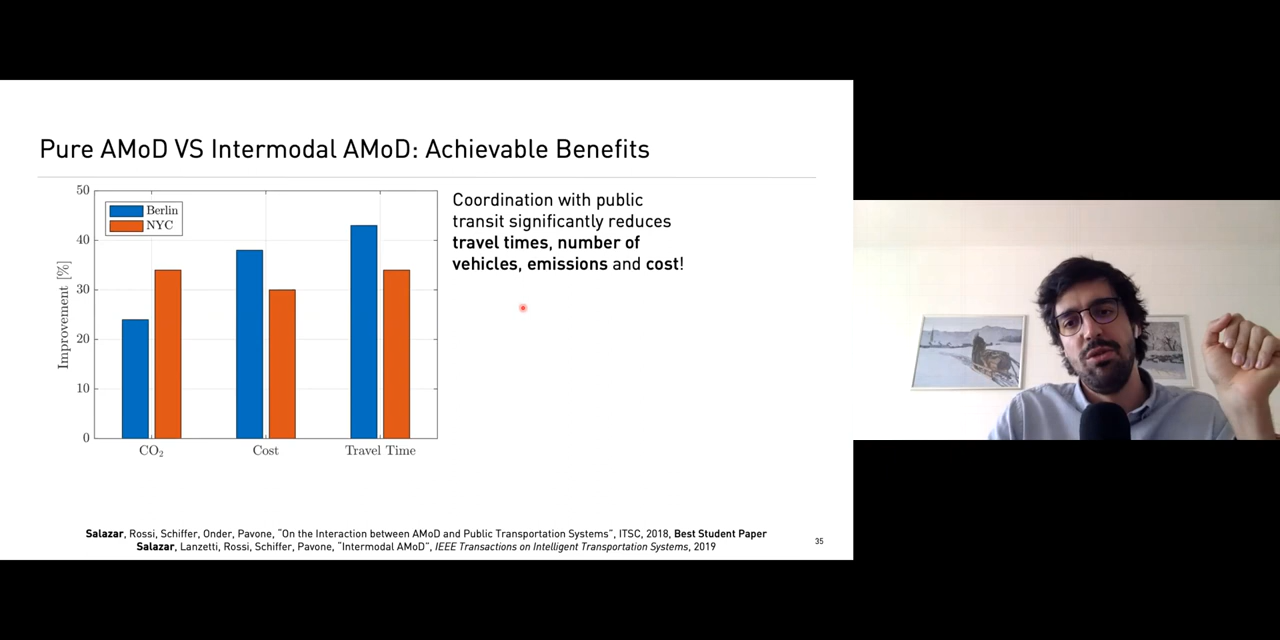 Pure AMoD VS Intermodal AMoD: Achievable Benefits
50
40
30
20
10
0
Improvement [%]
Berlin
NYC
CO₂
Cost
Travel Time
Coordination with public
transit significantly reduces
travel times, number of
vehicles, emissions and cost!
Salazar, Rossi, Schiffer, Onder, Pavone, "On the Interaction between AMoD and Public Transportation Systems", ITSC, 2018, Best Student Paper
Salazar, Lanzetti, Rossi, Schiffer, Pavone, "Intermodal AMoD", IEEE Transactions on Intelligent Transportation Systems, 2019
35